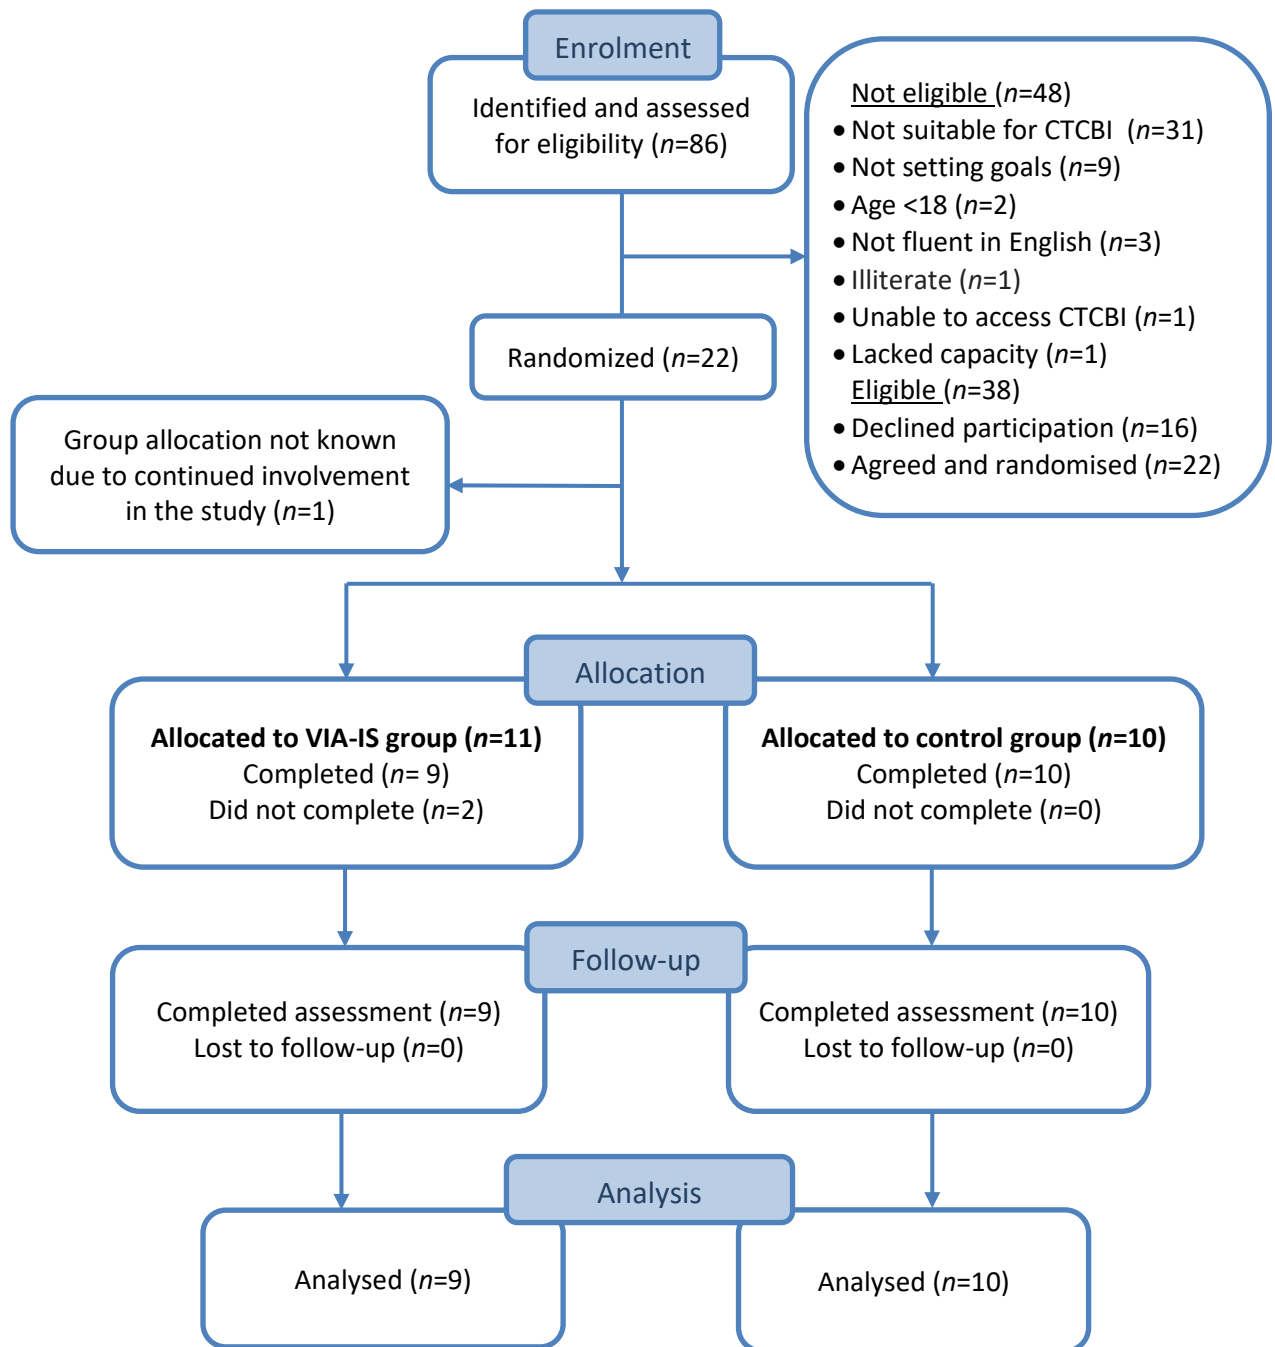 Enrolment
Identified and assessed
for eligibility (n=86)
Not eligible (n=48)
• Not suitable for CTCBI (n=31)
• Not setting goals (n=9)
• Age <18 (n=2)
• Not fluent in English (n=3)
• Illiterate (n=1)
• Unable to access CTCBI (n=1)
• Lacked capacity (n=1)
Eligible (n=38)
• Declined participation (n=16)
• Agreed and randomised (n=22)
Randomized (n=22)
Group allocation not known
due to continued involvement
in the study (n=1)
Allocation
Allocated to VIA-IS group (n=11)
Completed (n= 9)
Did not complete (n=2)
Allocated to control group (n=10)
Completed (n=10)
Did not complete (n=0)
Follow-up
Completed assessment (n=9)
Lost to follow-up (n=0)
Completed assessment (n=10)
Lost to follow-up (n=0)
Analysis
Analysed (n=9)
Analysed (n=10)